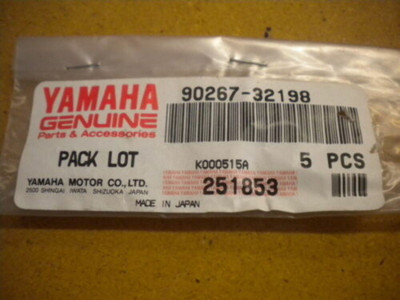 YAMAHA
GENUINE
Parts & Accessories
90267-32198
PACK LOT
K000515A
5 PCS
YAMAHA MOTOR CO.,LTD.
2500 SHINGAI IWATA SHIZUOKA JAPAN
251853
MADE IN JAPAN